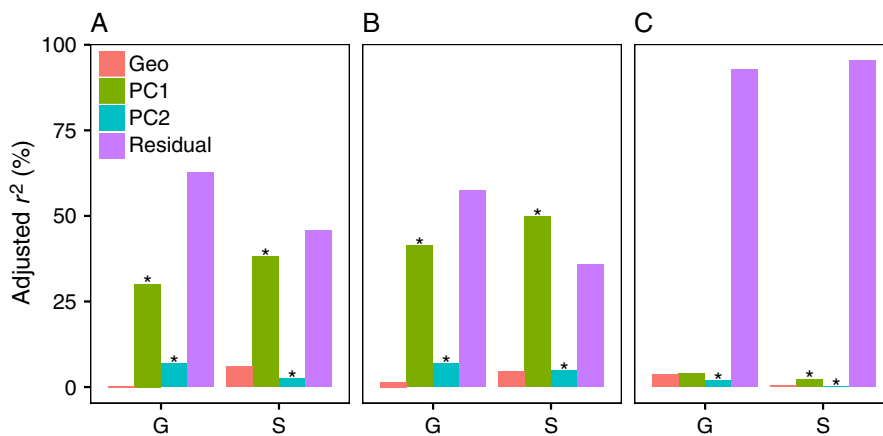 A
B
C
Adjusted r² (%)
100
75
50
25
0
Geo
PC1
PC2
Residual
* * * *
* * * *
* * *
G S
G S
G S